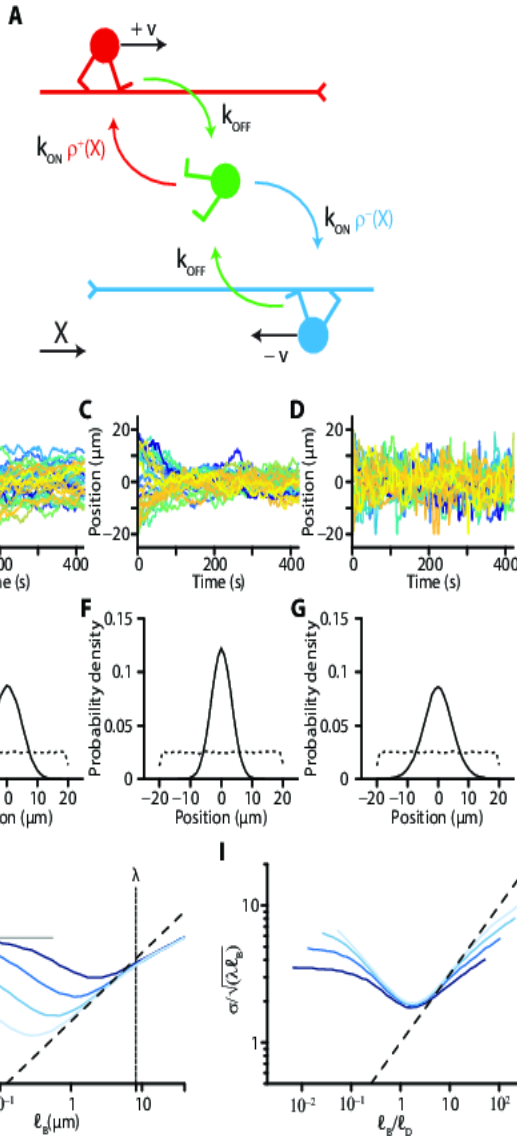 A
+ v
k_OFF
k_ON ρ⁺(X)
k_ON ρ⁻(X)
k_OFF
X
− v
C
D
20
0
−20
Position (μm)
20
0
−20
Position (μm)
200
400
0
200
400
0
200
400
Time (s)
Time (s)
F
G
0.15
0.1
0.05
0
Probability density
0.15
0.1
0.05
0
Probability density
0
10
20
−20
−10
0
10
20
−20
−10
0
10
20
Position (μm)
Position (μm)
λ
I
10
1
σ/√(λℓ_B)
1
10
ℓ_B(μm)
10⁻²
10⁻¹
1
10
10²
ℓ_B/ℓ_D